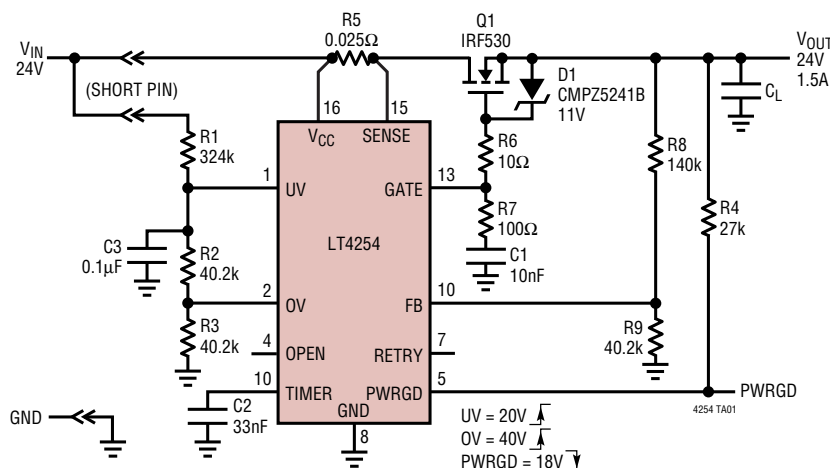 V_IN
24V
(SHORT PIN)
R5
0.025Ω
Q1
IRF530
D1
CMPZ5241B
11V
V_OUT
24V
1.5A
C_L
R1
324k
16
15
V_CC
SENSE
R6
10Ω
R8
140k
1
UV
GATE
13
R7
100Ω
R4
27k
C3
0.1µF
R2
40.2k
LT4254
C1
10nF
2
OV
FB
10
R3
40.2k
R9
40.2k
4
OPEN
RETRY
7
10
TIMER
PWRGD
5
PWRGD
4254 TA01
C2
33nF
GND
8
GND
UV = 20V
OV = 40V
PWRGD = 18V